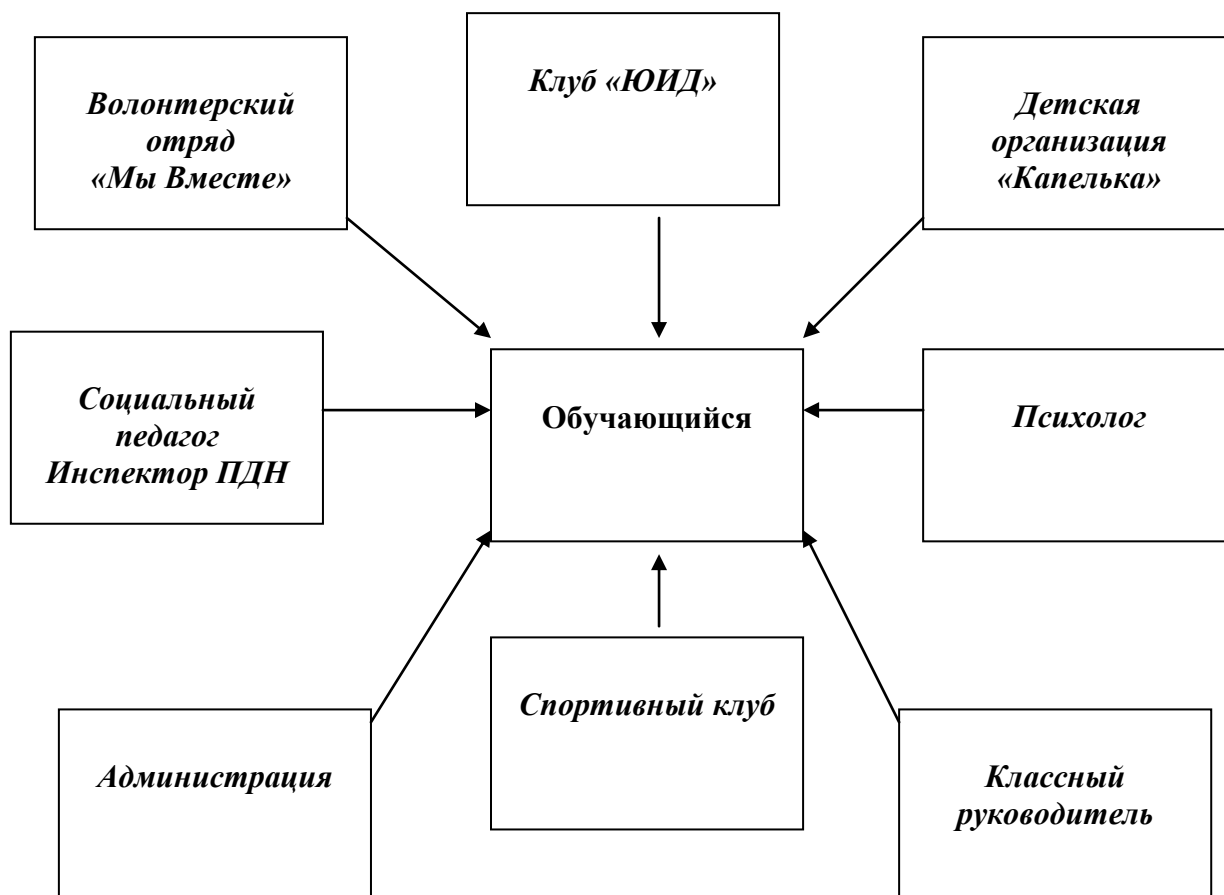 Клуб «ЮИД»
Волонтерский
отряд
«Мы Вместе»
Детская
организация
«Капелька»
Социальный
педагог
Инспектор ПДН
Обучающийся
Психолог
Спортивный клуб
Администрация
Классный
руководитель